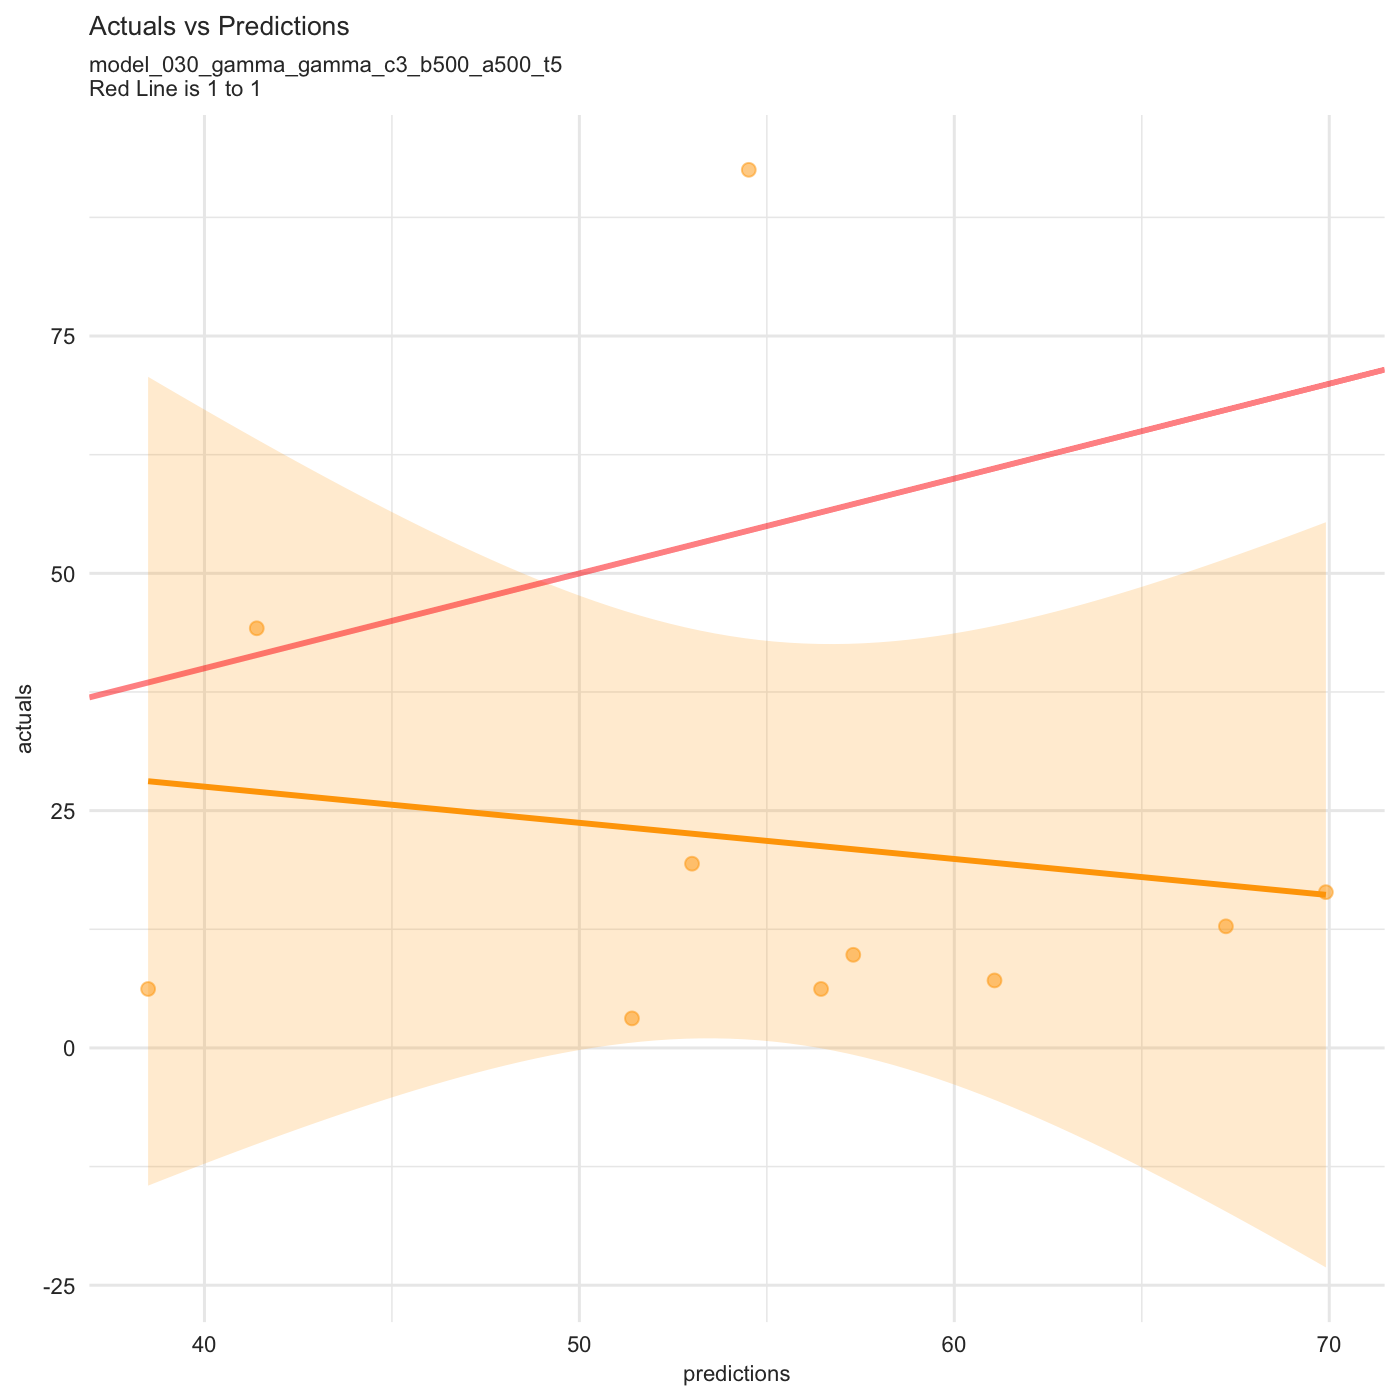 Actuals vs Predictions
model_030_gamma_gamma_c3_b500_a500_t5
Red Line is 1 to 1
75
50
25
0
-25
actuals
40 50 60 70
predictions